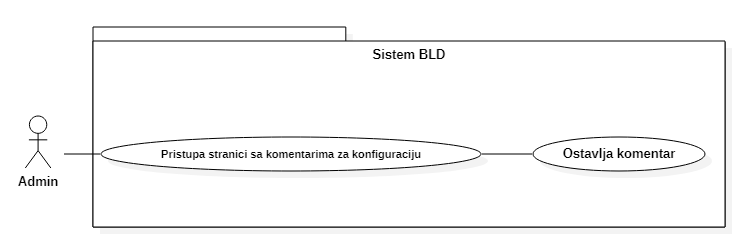 Sistem BLD
Pristupa stranici sa komentarima za konfiguraciju
Ostavlja komentar
Admin